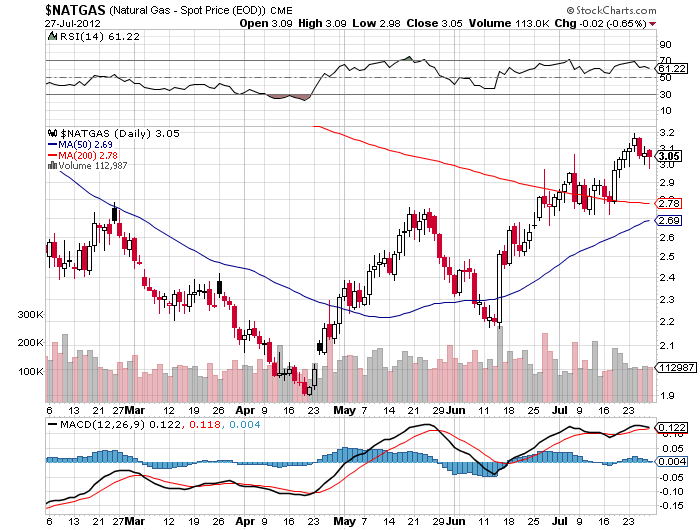 $NATGAS (Natural Gas - Spot Price (EOD)) CME © StockCharts.com
27-Jul-2012 Open 3.09 High 3.09 Low 2.98 Close 3.05 Volume 113.0K Chg -0.02 (-0.65%)
RSI(14) 61.22
90
70
61.22
50
30
10
$NATGAS (Daily) 3.05
MA(50) 2.69
MA(200) 2.78
Volume 112,987
3.2
3.1
3.05
3.0
2.9
2.78
2.69
2.6
2.5
2.4
2.3
2.2
2.1
1.9
300K
200K
100K
112987
6 13 21 27 Mar 12 19 26 Apr 9 16 23 May 7 14 21 Jun 11 18 25 Jul 9 16 23
MACD(12,26,9) 0.122, 0.118, 0.004
0.122
0.10
0.05
0.004
-0.05
-0.10
-0.15
6 13 21 27 Mar 12 19 26 Apr 9 16 23 May 7 14 21 Jun 11 18 25 Jul 9 16 23